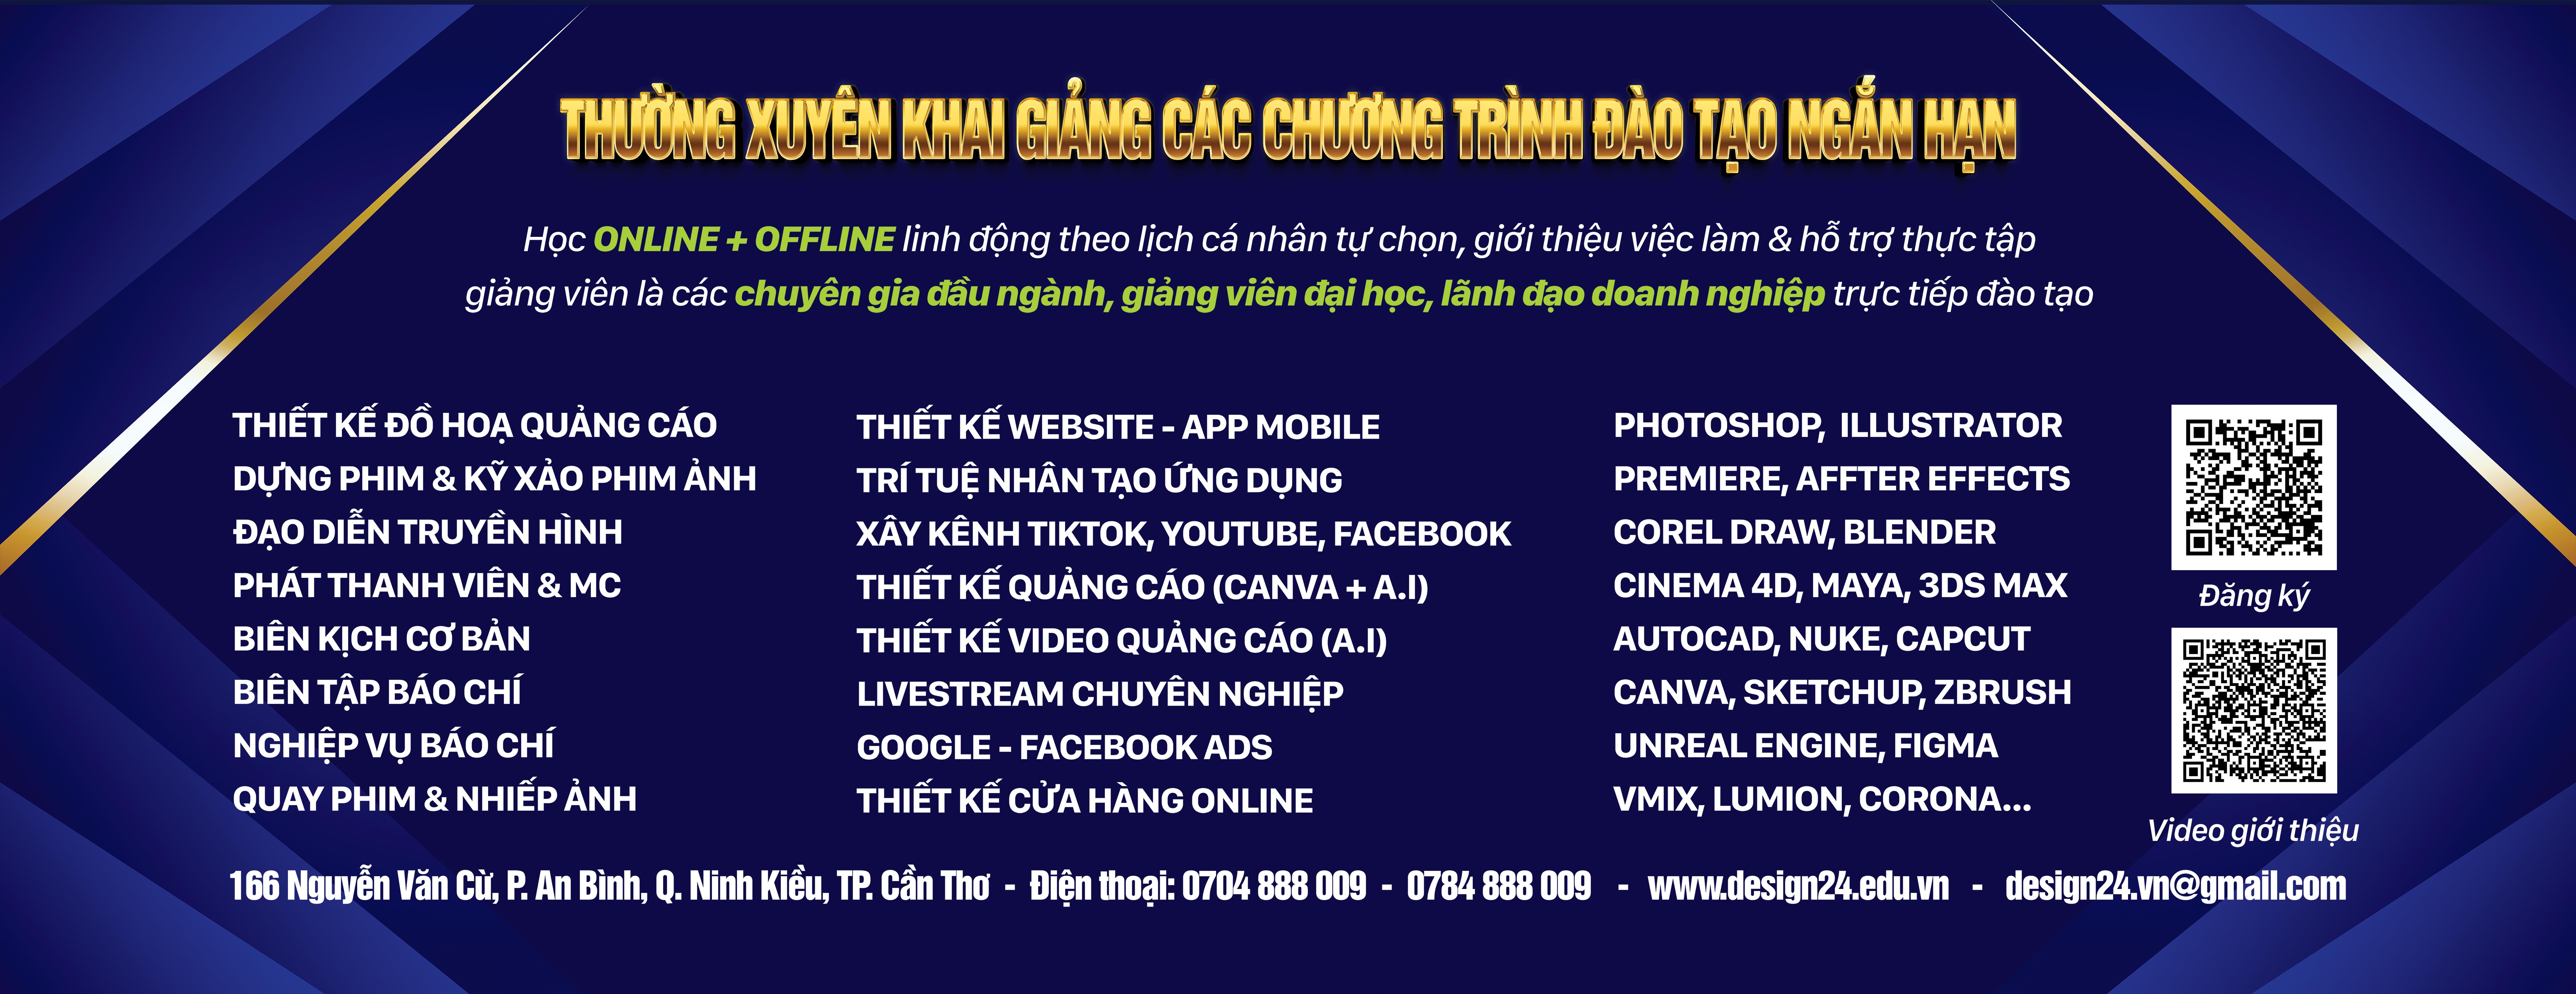 THƯỜNG XUYÊN KHAI GIẢNG CÁC CHƯƠNG TRÌNH ĐÀO TẠO NGẮN HẠN
Học ONLINE + OFFLINE linh động theo lịch cá nhân tự chọn, giới thiệu việc làm & hỗ trợ thực tập
giảng viên là các chuyên gia đầu ngành, giảng viên đại học, lãnh đạo doanh nghiệp trực tiếp đào tạo
THIẾT KẾ ĐỒ HOẠ QUẢNG CÁO
DỰNG PHIM & KỸ XẢO PHIM ẢNH
ĐẠO DIỄN TRUYỀN HÌNH
PHÁT THANH VIÊN & MC
BIÊN KỊCH CƠ BẢN
BIÊN TẬP BÁO CHÍ
NGHIỆP VỤ BÁO CHÍ
QUAY PHIM & NHIẾP ẢNH
THIẾT KẾ WEBSITE - APP MOBILE
TRÍ TUỆ NHÂN TẠO ỨNG DỤNG
XÂY KÊNH TIKTOK, YOUTUBE, FACEBOOK
THIẾT KẾ QUẢNG CÁO (CANVA + A.I)
THIẾT KẾ VIDEO QUẢNG CÁO (A.I)
LIVESTREAM CHUYÊN NGHIỆP
GOOGLE - FACEBOOK ADS
THIẾT KẾ CỬA HÀNG ONLINE
PHOTOSHOP, ILLUSTRATOR
PREMIERE, AFFTER EFFECTS
COREL DRAW, BLENDER
CINEMA 4D, MAYA, 3DS MAX
AUTOCAD, NUKE, CAPCUT
CANVA, SKETCHUP, ZBRUSH
UNREAL ENGINE, FIGMA
VMIX, LUMION, CORONA...
Đăng ký
Video giới thiệu
166 Nguyễn Văn Cừ, P. An Bình, Q. Ninh Kiều, TP. Cần Thơ - Điện thoại: 0704 888 009 - 0784 888 009 - www.design24.edu.vn - design24.vn@gmail.com